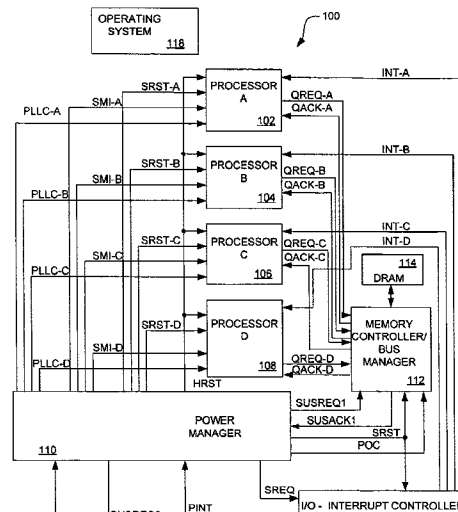 OPERATING
SYSTEM
118
100
SRST-A
PROCESSOR
A
102
INT-A
SMI-A
QREQ-A
QACK-A
PLLC-A
SRST-B
PROCESSOR
B
104
INT-B
SMI-B
QREQ-B
QACK-B
PLLC-B
SRST-C
PROCESSOR
C
106
INT-C
QREQ-C
INT-D
SMI-C
QACK-C
PLLC-C
114
DRAM
SRST-D
PROCESSOR
D
108
MEMORY
CONTROLLER/
BUS
MANAGER
112
SMI-D
QREQ-D
PLLC-D
QACK-D
HRST
SUSREQ1
POWER
MANAGER
110
SUSACK1
SRST
POC
SREQ
PINT
I/O - INTERRUPT CONTROLLER